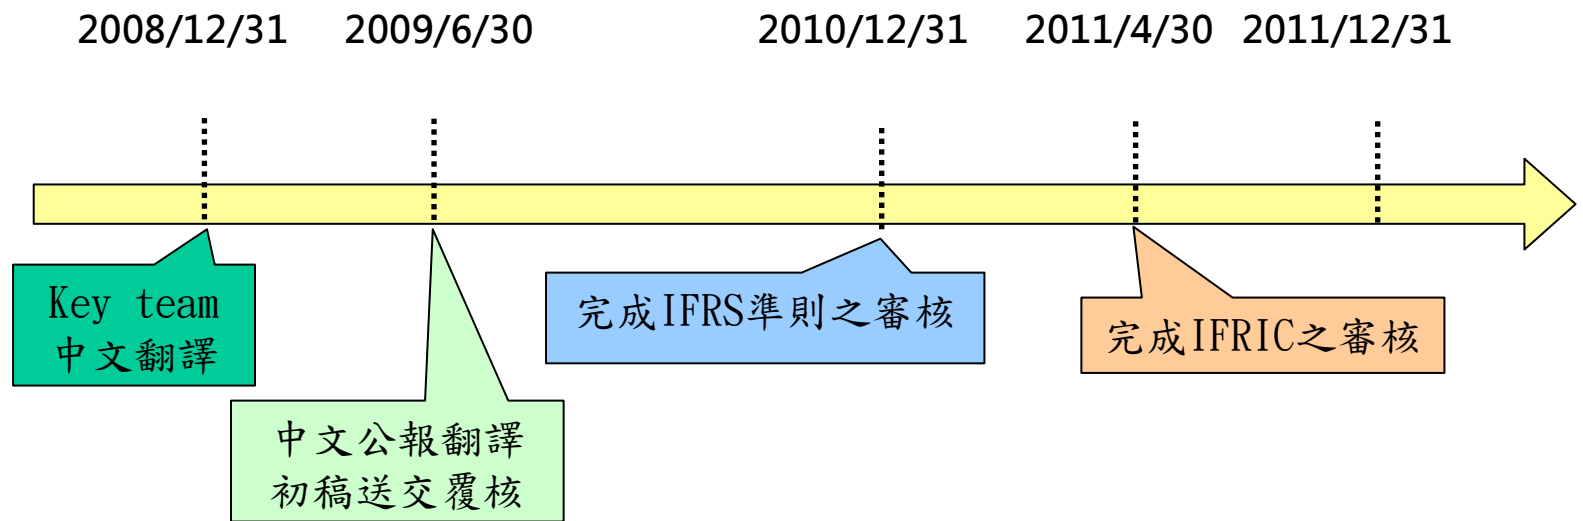 2008/12/31 2009/6/30 2010/12/31 2011/4/30 2011/12/31
Key team
中文翻譯
中文公報翻譯
初稿送交覆核
完成IFRS準則之審核
完成IFRIC之審核